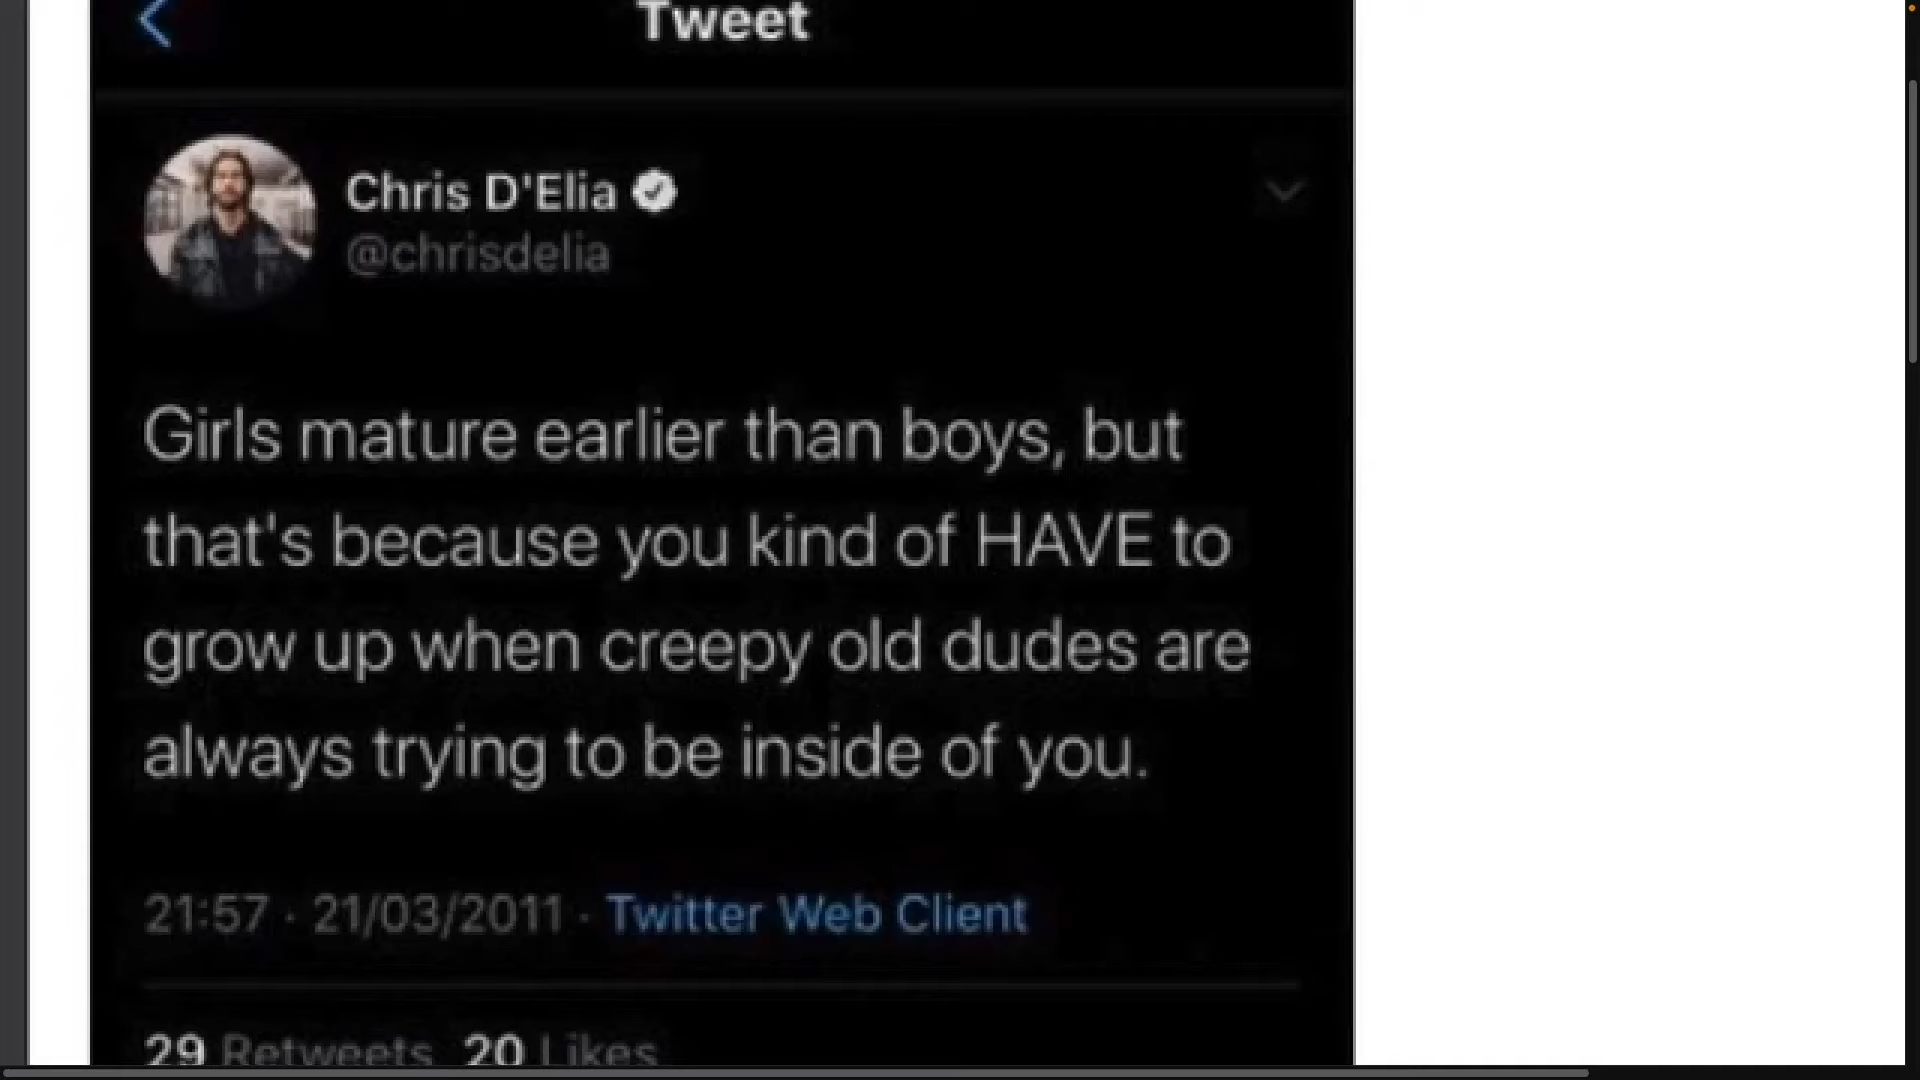 Tweet
Chris D'Elia
@chrisdelia
Girls mature earlier than boys, but
that's because you kind of HAVE to
grow up when creepy old dudes are
always trying to be inside of you.
21:57 · 21/03/2011 · Twitter Web Client
29 Retweets 20 Likes